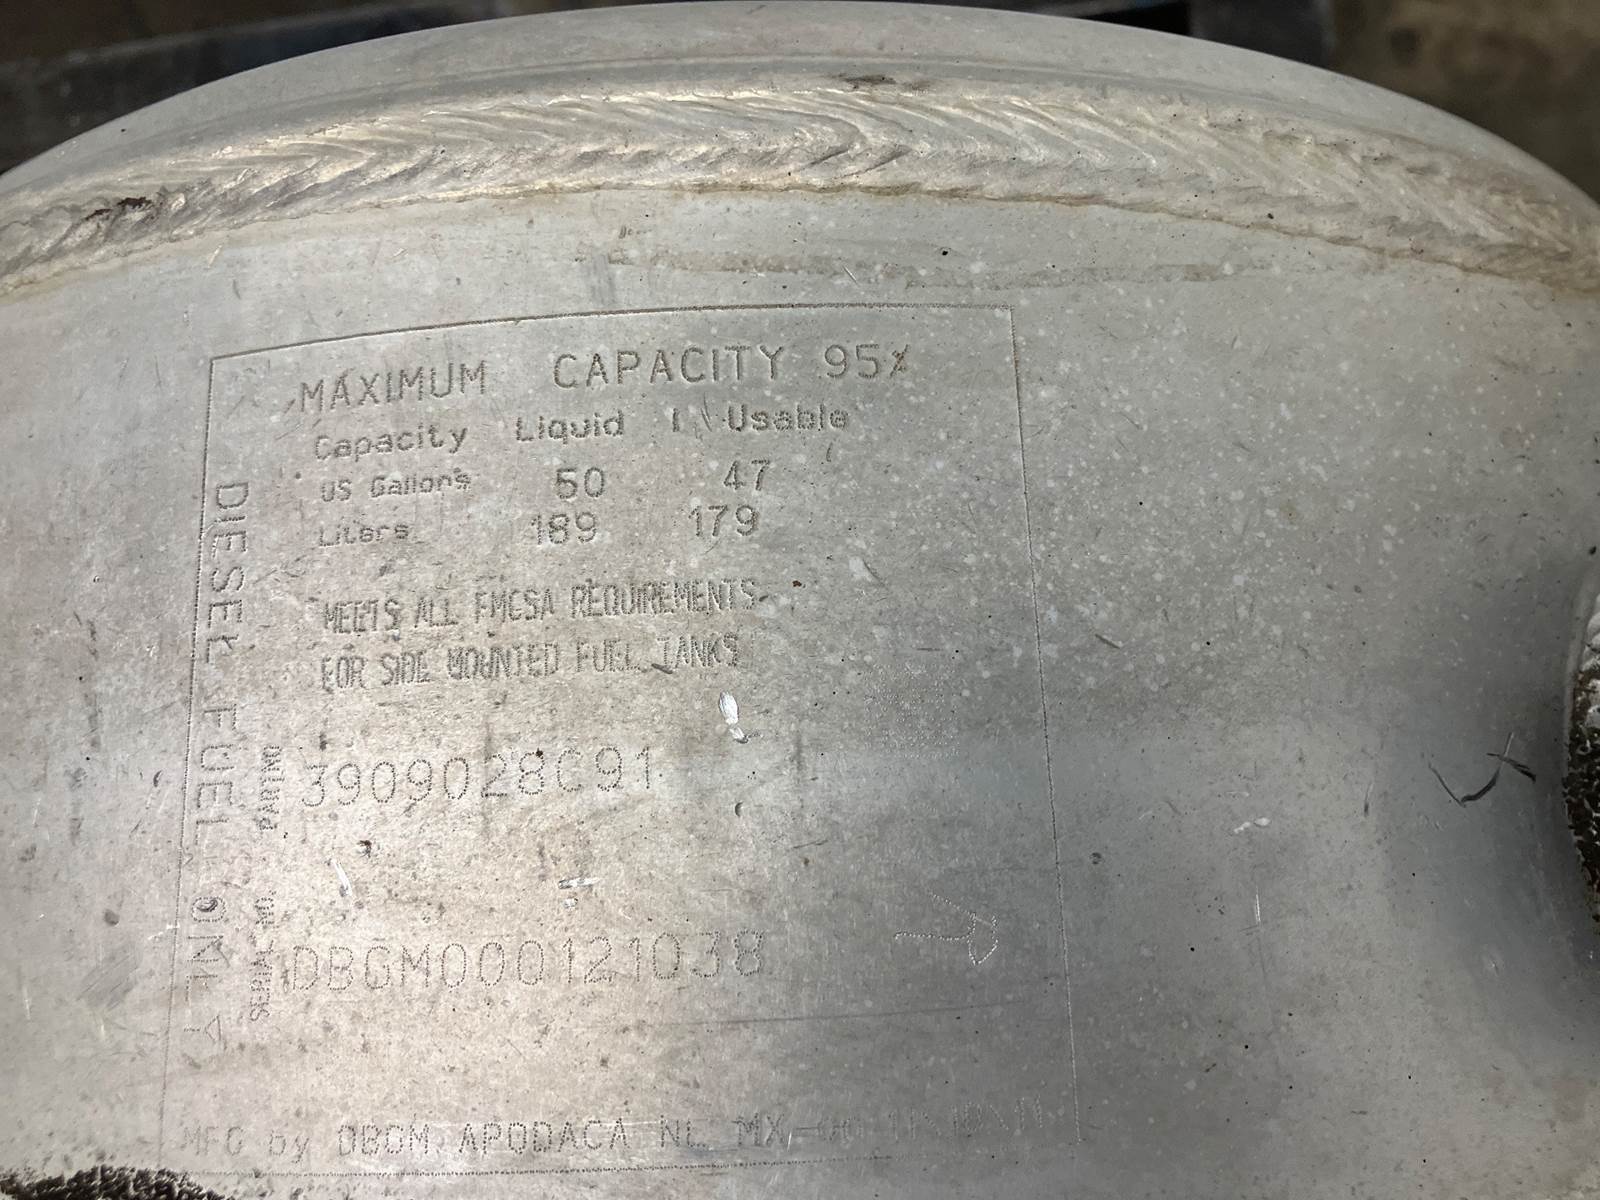 MAXIMUM CAPACITY 95%
Capacity Liquid | Usable
US Gallons 50 47
Liters 189 179
MEETS ALL FMCSA REQUIREMENTS
FOR SIDE MOUNTED FUEL TANKS
3909028C91
DBGM000121038
MFG by DBGM APODACA NL MX
DIESEL FUEL ONLY